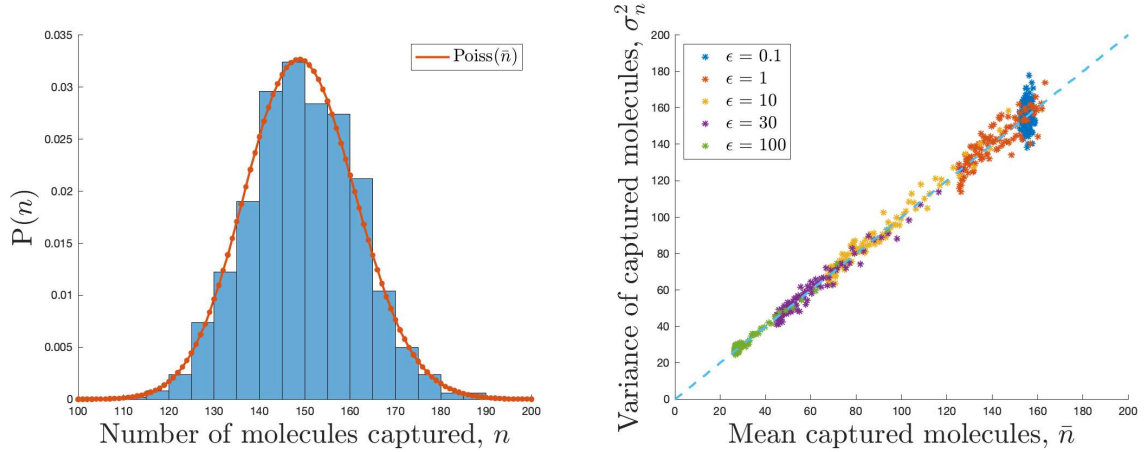 0.035
0.03
0.025
0.02
0.015
0.01
0.005
0
P(n)
Poiss(n̄)
100 110 120 130 140 150 160 170 180 190 200
Number of molecules captured, n
Variance of captured molecules, σ²ₙ
200
180
160
140
120
100
80
60
40
20
0
ϵ = 0.1
ϵ = 1
ϵ = 10
ϵ = 30
ϵ = 100
0 20 40 60 80 100 120 140 160 180 200
Mean captured molecules, n̄